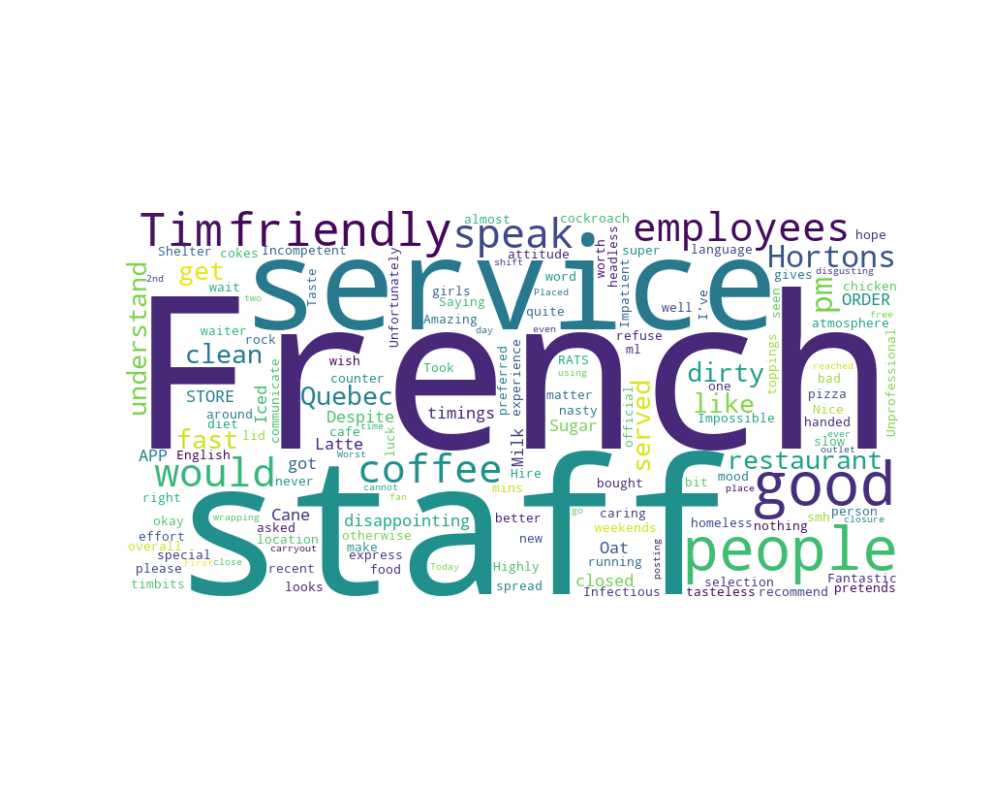 almost
cockroach
Tim
friendly
speak
employees
hope
Shelter
cokes
Incompetent
Unfortunately
attitude
shift
worth
headless
super
language
Hortons
disgusting
2nd
get
Taste
service
gives
understand
wait
two
girls
word
Placed
Impatient
well
I've
seen
pm
chicken
ORDER
free
Saying
Amazing
day
quite
even
atmosphere
waiter
rock
French
refuse
ml
clean
wish
Took
preferred
experience
RATS
using
dirty
one
toppings
reached
bad
Unprofessional
counter
STORE
Iced
communicate
Quebec
matter
nasty
official
like
pizza
Nice
handed
around
diet
Despite
timings
Sugar
served
Impossible
slow
ever
outlet
fast
lid
cafe
time
luck
Milk
APP
English
Latte
Worst
would
got
never
coffee
Hire
mins
bought
bit
mood
place
restaurant
good
right
cannot
fan
staff
go
homeless
nothing
person
smh
closure
okay
wrapping
Cane
asked
disappointing
better
new
caring
weekends
effort
location
otherwise
overall
special
carryout
make
express
Oat
running
posting
people
First
close
recent
food
Today
Highly
please
timbits
looks
spread
closed
Infectious
selection
tasteless
recommend
Fantastic
pretends